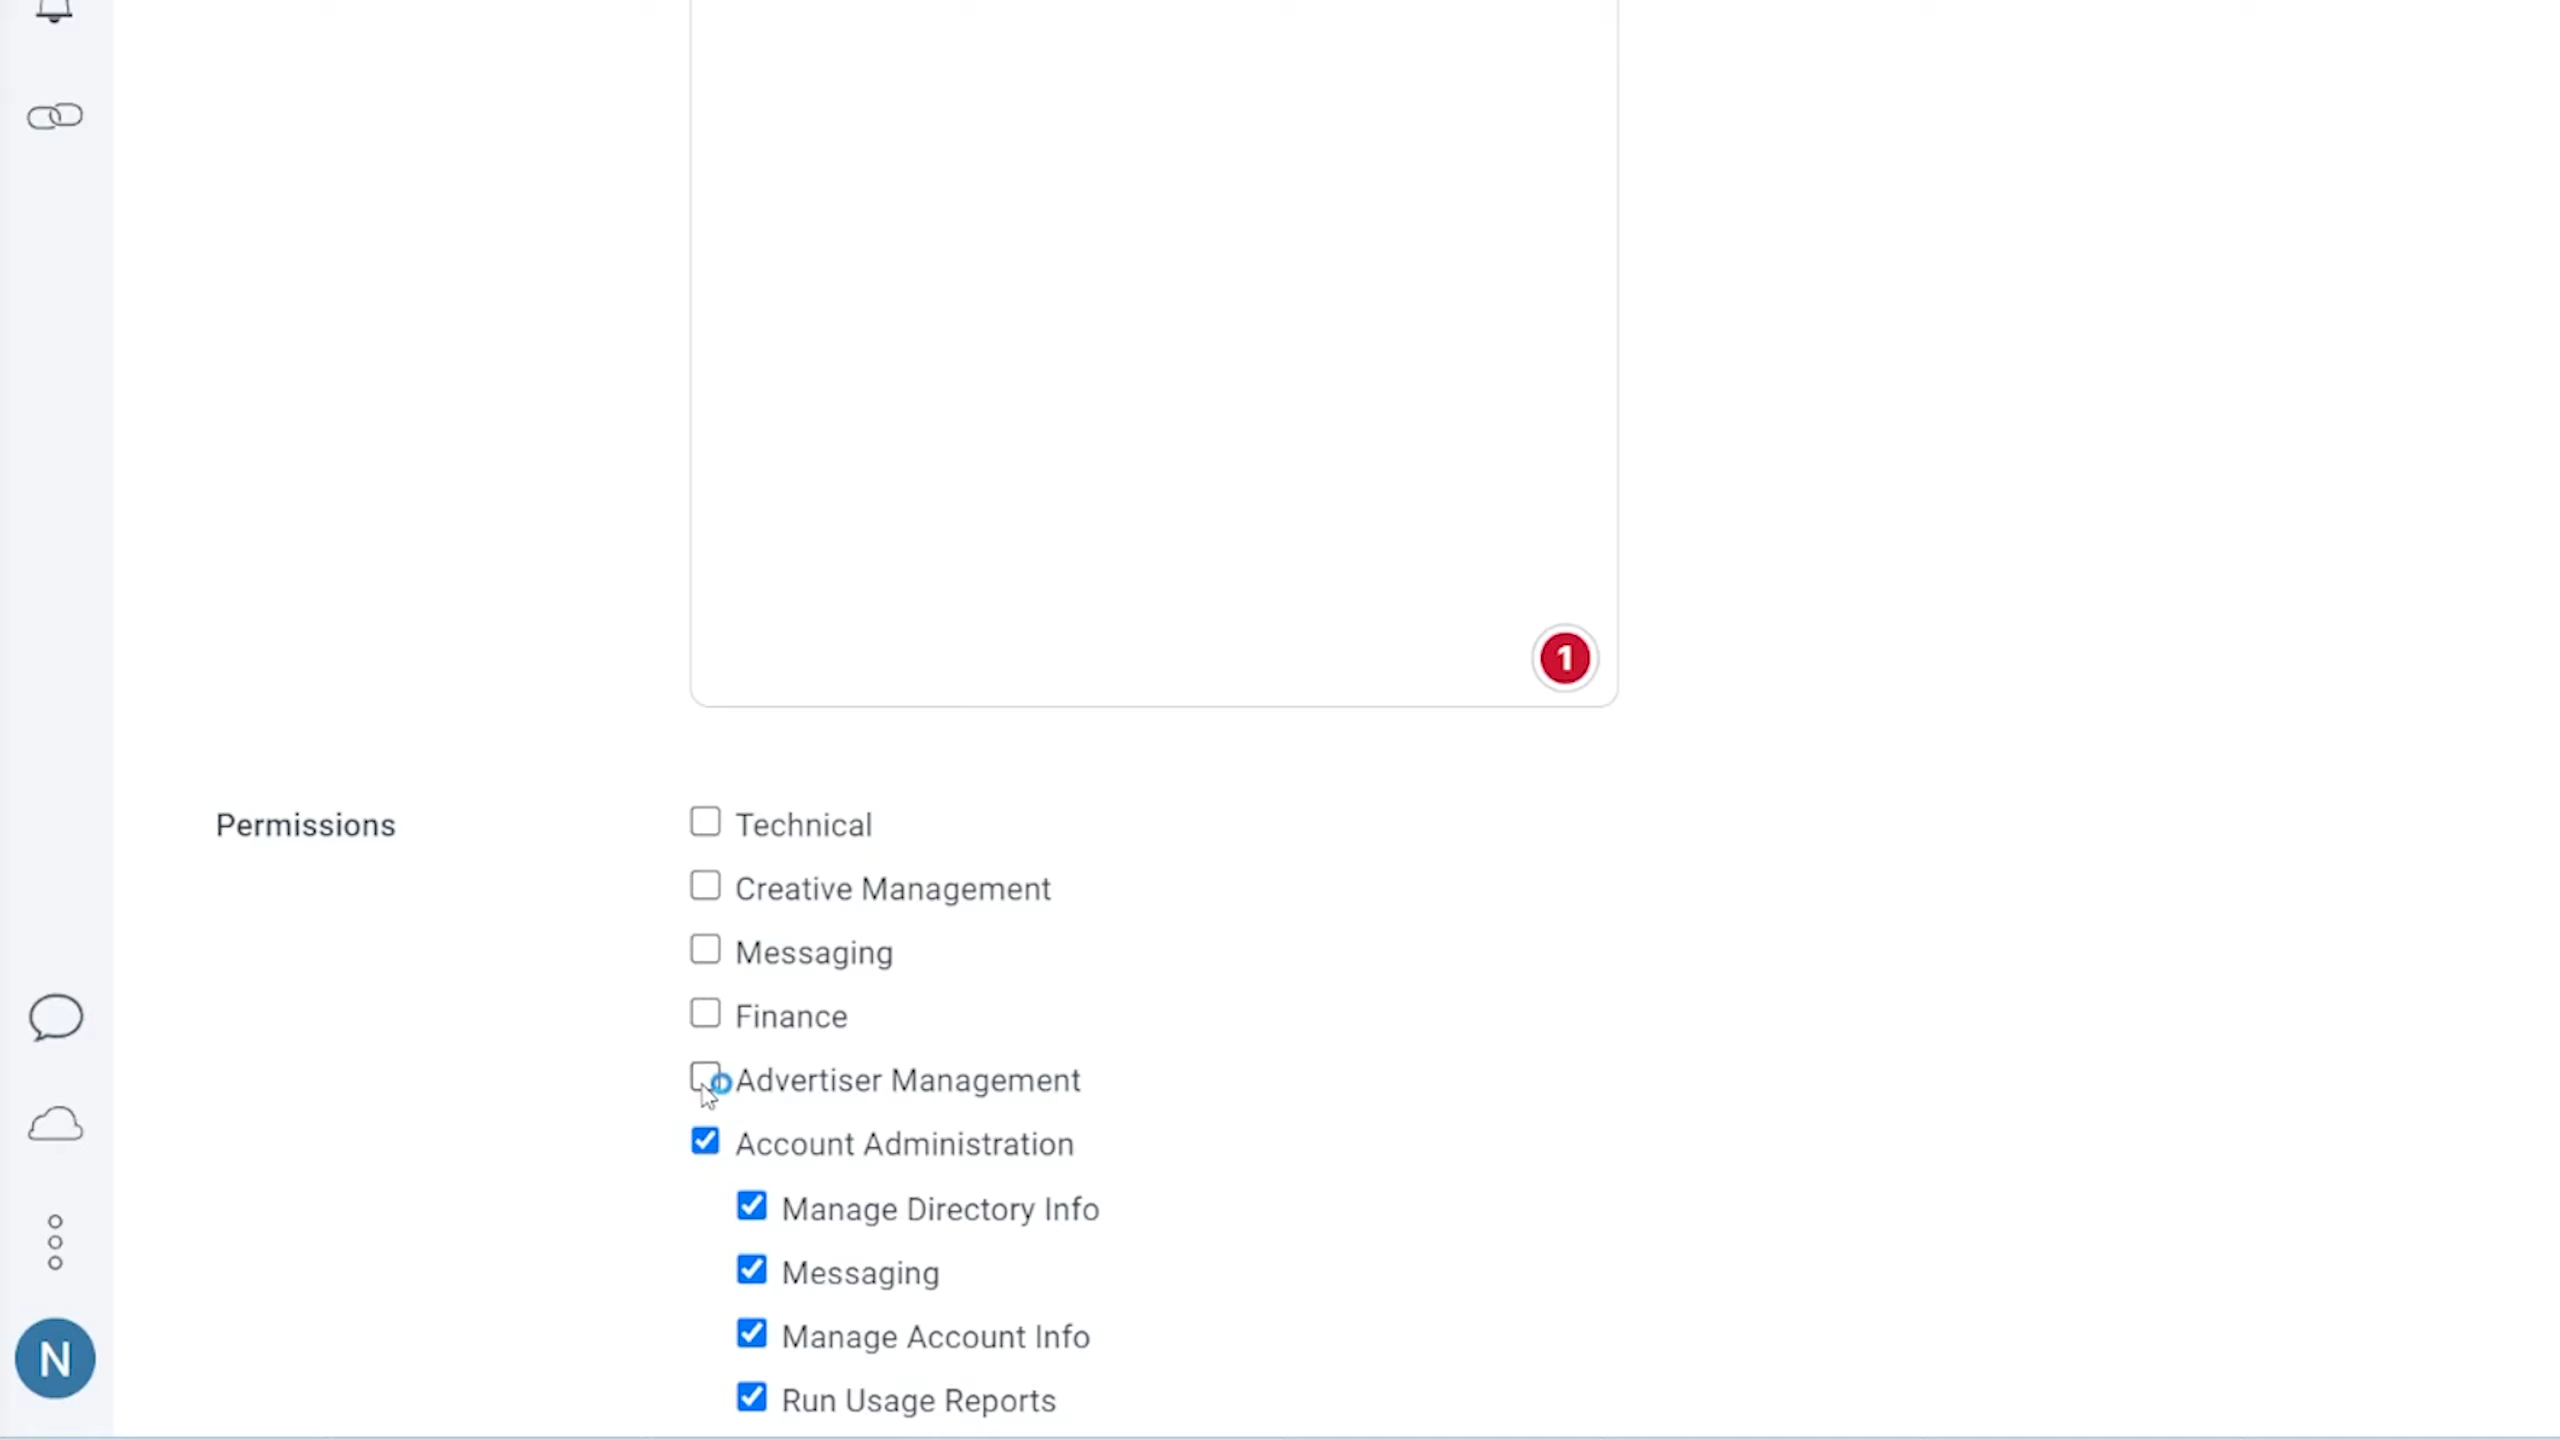 1
Permissions
Technical
Creative Management
Messaging
Finance
Advertiser Management
Account Administration
Manage Directory Info
Messaging
Manage Account Info
Run Usage Reports
N